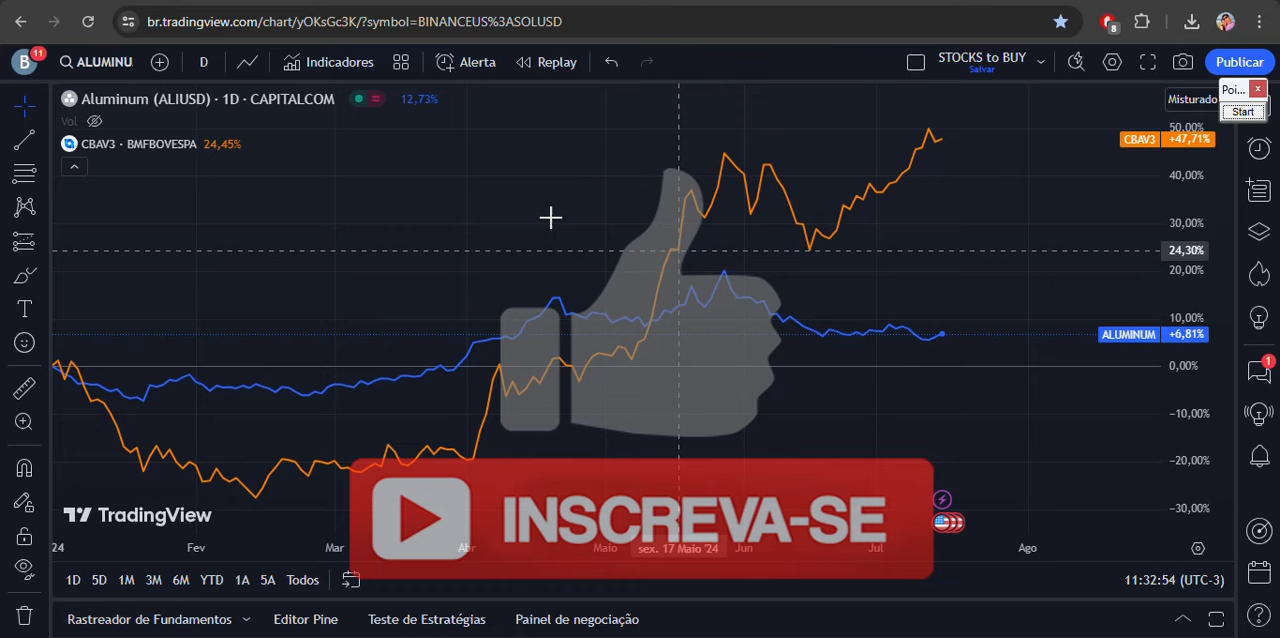 br.tradingview.com/chart/yOKsGc3K/?symbol=BINANCEUS%3ASOLUSD
8
B 11 ALUMINU D Indicadores Alerta Replay STOCKS to BUY Publicar
Salvar
Poi... x
Start
Aluminum (ALIUSD) · 1D · CAPITALCOM 12,73% Misturado
Vol
CBAV3 · BMFBOVESPA 24,45%
50,00%
CBAV3 +47,71%
40,00%
30,00%
24,30%
20,00%
10,00%
ALUMINUM +6,81%
0,00%
1
−10,00%
−20,00%
−30,00%
INSCREVA-SE
TradingView
24 Fev Mar Abr Maio sex. 17 Maio '24 Jun Jul Ago
1D 5D 1M 3M 6M YTD 1A 5A Todos 11:32:54 (UTC-3)
Rastreador de Fundamentos Editor Pine Teste de Estratégias Painel de negociação